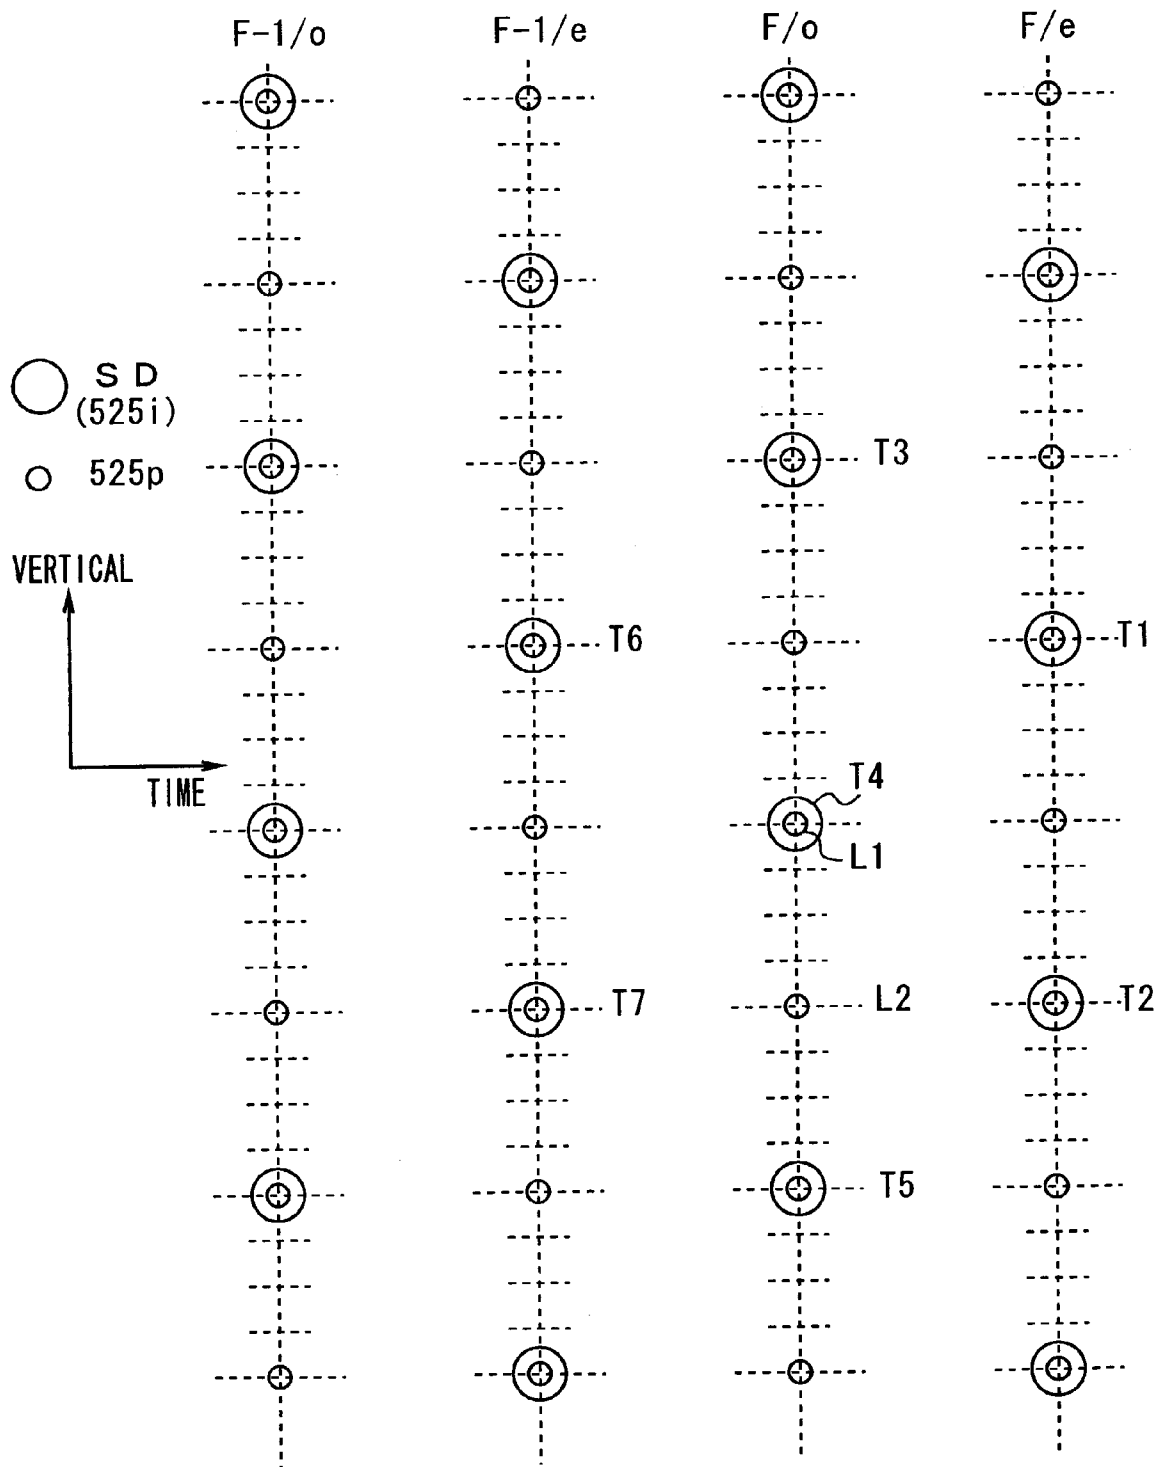 F-1/o F-1/e F/o F/e
S D
(525i)
525p
T3
VERTICAL
T6 T1
TIME
T4
L1
T7 L2 T2
T5